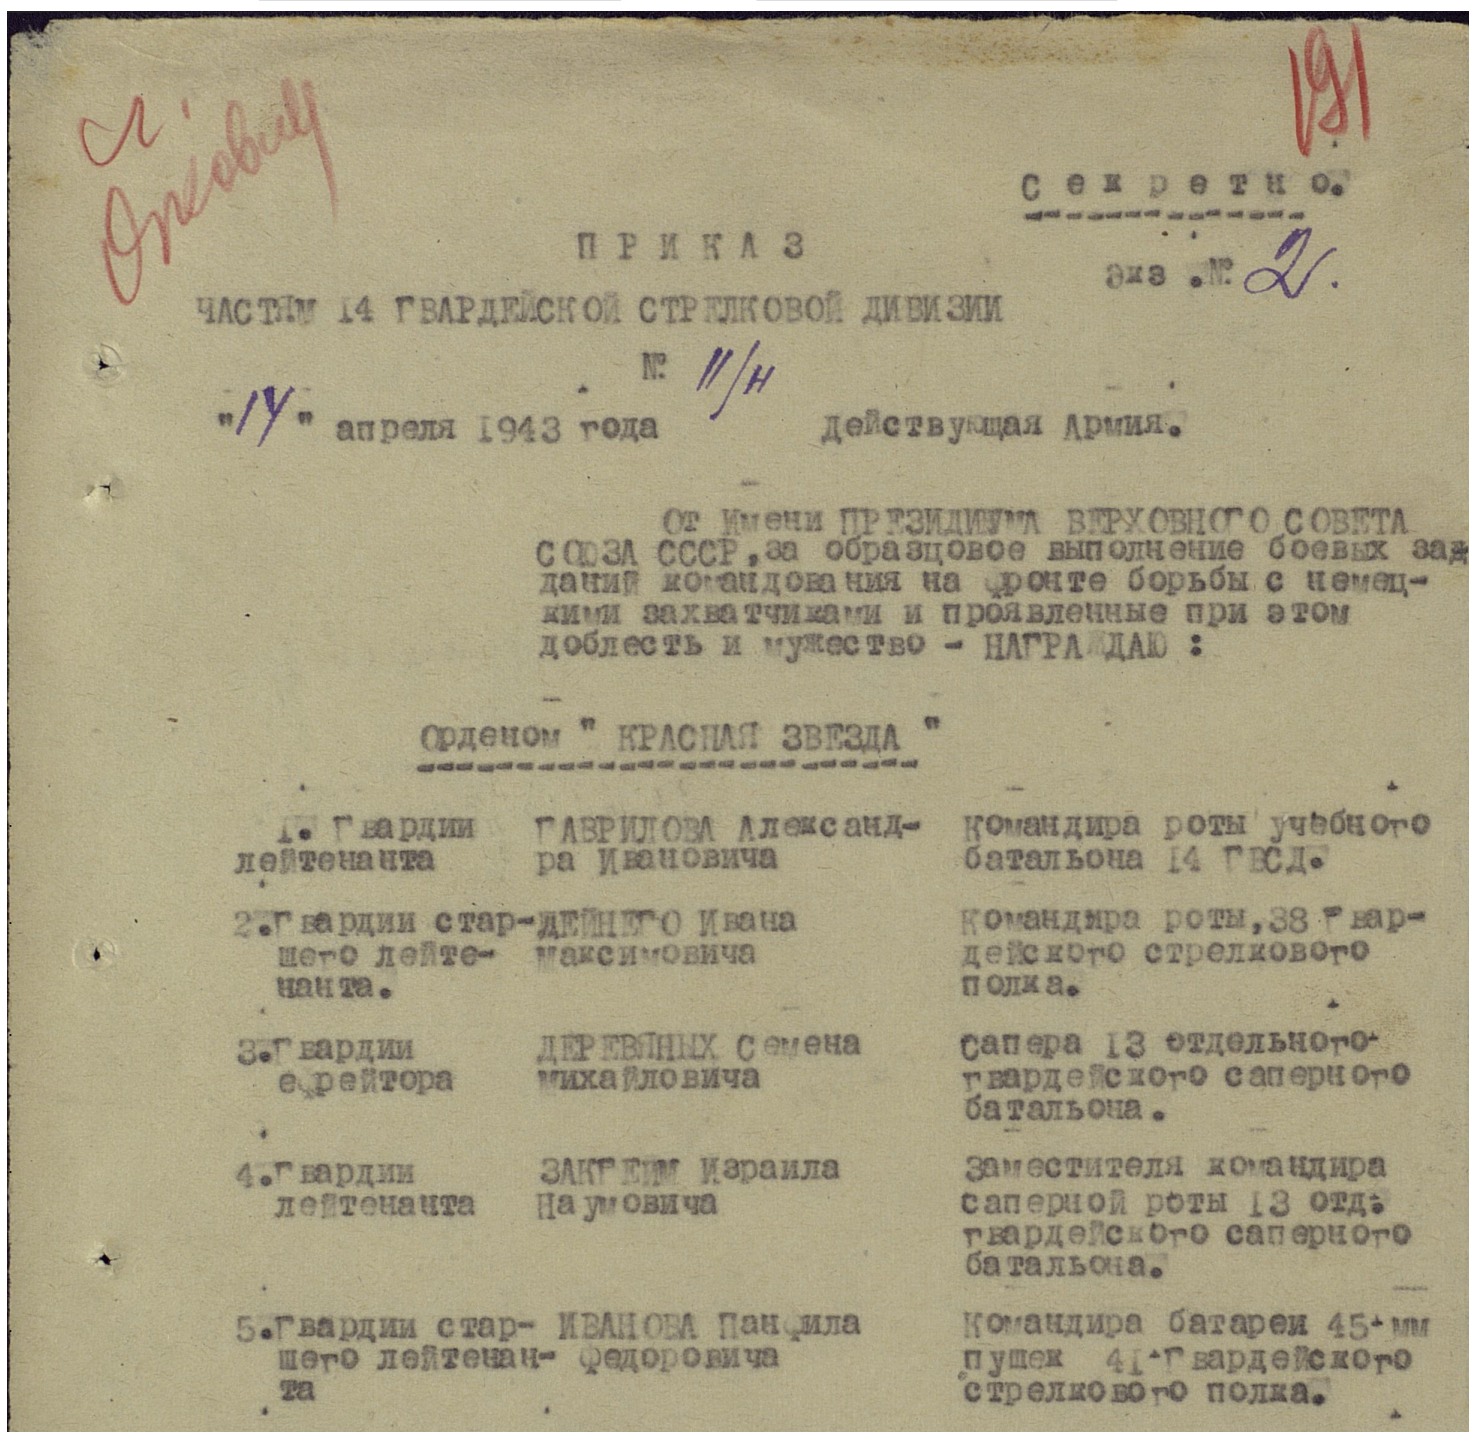 191
Секретно.
ПРИКАЗ
экз.№ 2.
ЧАСТЯМ 14 ГВАРДЕЙСКОЙ СТРЕЛКОВОЙ ДИВИЗИИ
№ 11/н
"14" апреля 1943 года действующая Армия.
От Имени ПРЕЗИДИУМА ВЕРХОВНОГО СОВЕТА
СОЮЗА СССР, за образцовое выполнение боевых за
даний командования на фронте борьбы с немец-
кими захватчиками и проявленные при этом
доблесть и мужество - НАГРАЖДАЮ :
Орденом " КРАСНАЯ ЗВЕЗДА "
1. Гвардии ГАВРИЛОВА Александ- Командира роты учебного
лейтенанта ра Ивановича батальона 14 ГВСД.
2.Гвардии стар- ДЕЙНЕГО Ивана Командира роты, 38 Гвар-
шего лейте- Максимовича дейского стрелкового
нанта. полка.
3.Гвардии ДЕРЕВЯННЫХ Семена Сапера 13 отдельного
ефрейтора Михайловича гвардейского саперного
батальона.
4.Гвардии ЗАКГЕЙМ Израила Заместителя командира
лейтенанта Наумовича саперной роты 13 отд.
гвардейского саперного
батальона.
5.Гвардии стар- ИВАНОВА Панфила Командира батареи 45-мм
шего лейтенан- Федоровича пушек 41-Гвардейского
та стрелкового полка.